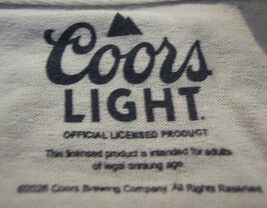 Coors
LIGHT.
OFFICIAL LICENSED PRODUCT
This licensed product is intended for adults
of legal drinking age.
Coors Brewing Company. All Rights Reserved.